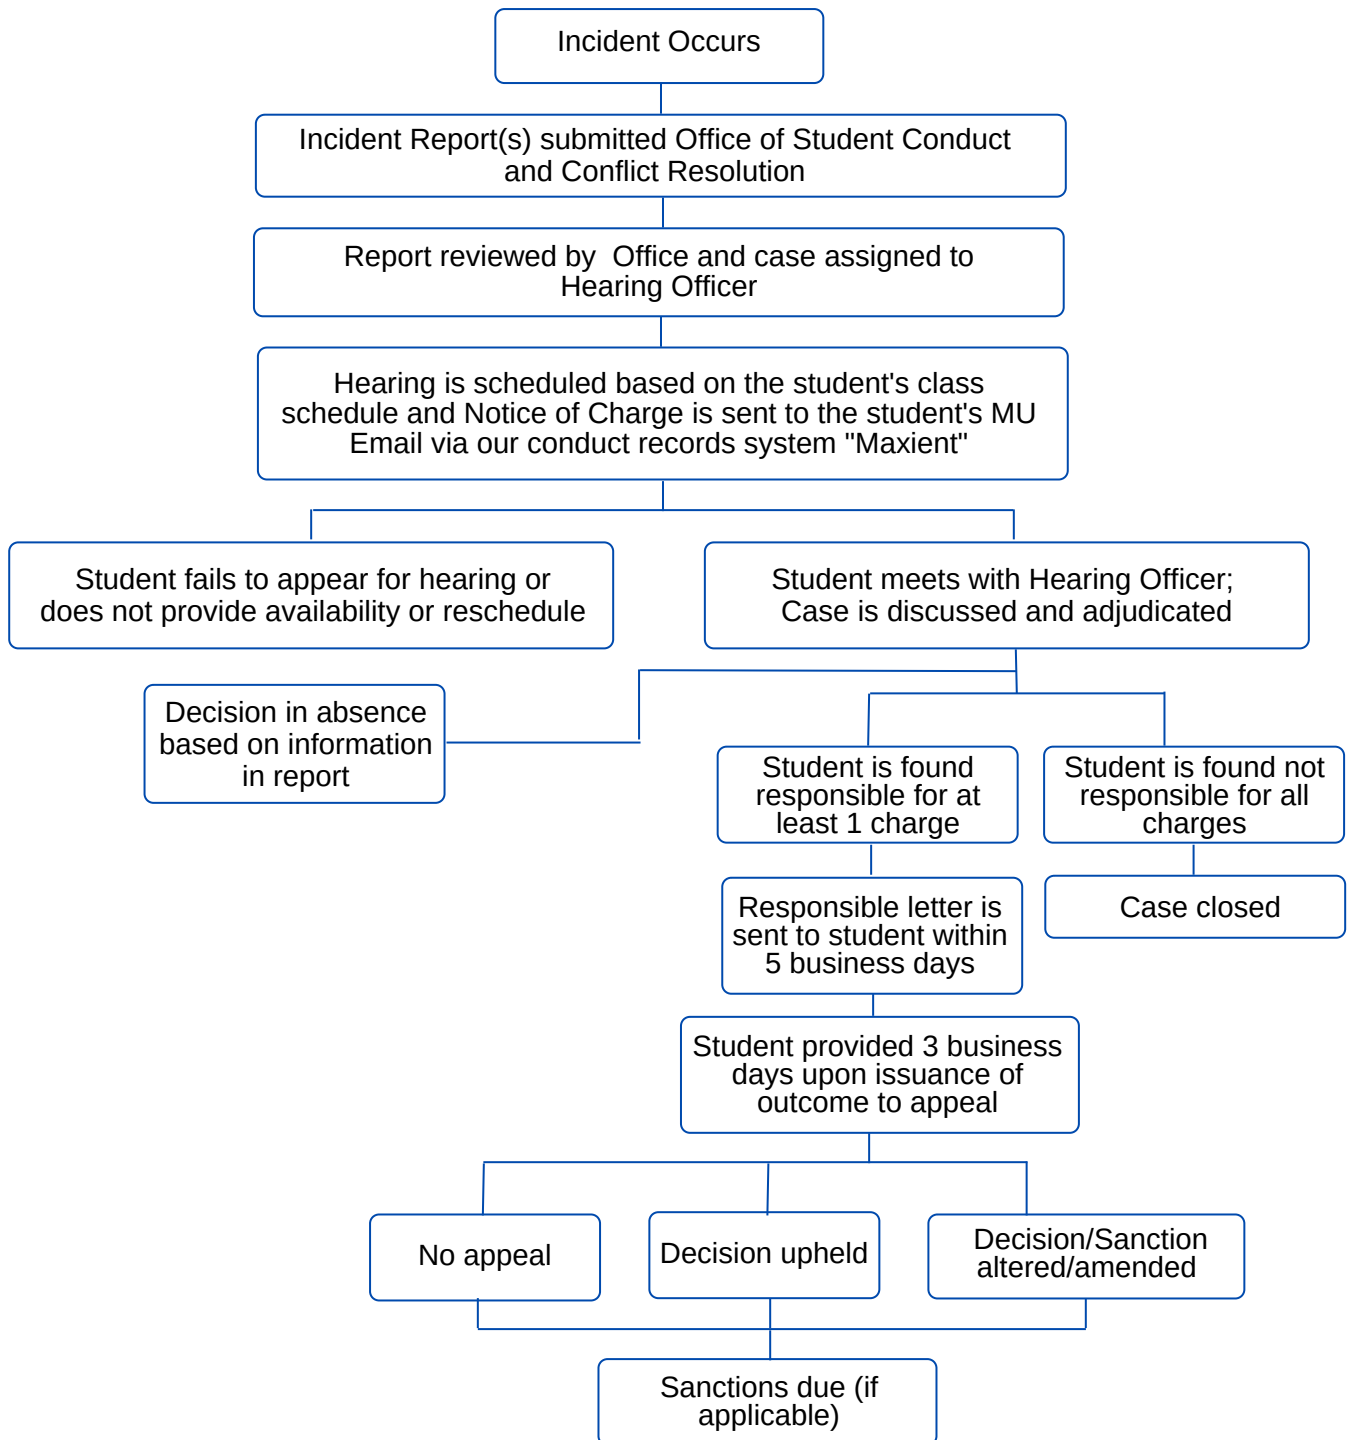 Incident Occurs
Incident Report(s) submitted Office of Student Conduct
and Conflict Resolution
Report reviewed by  Office and case assigned to
Hearing Officer
Hearing is scheduled based on the student's class
schedule and Notice of Charge is sent to the student's MU
Email via our conduct records system "Maxient"
Student fails to appear for hearing or
does not provide availability or reschedule
Student meets with Hearing Officer;
Case is discussed and adjudicated
Decision in absence
based on information
in report
Student is found
responsible for at
least 1 charge
Student is found not
responsible for all
charges
Responsible letter is
sent to student within
5 business days
Case closed
Student provided 3 business
days upon issuance of
outcome to appeal
No appeal
Decision upheld
Decision/Sanction
altered/amended
Sanctions due (if
applicable)